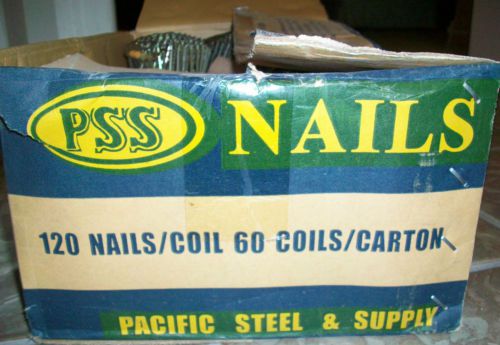 PSS NAILS
120 NAILS/COIL 60 COILS/CARTON
PACIFIC STEEL & SUPPLY